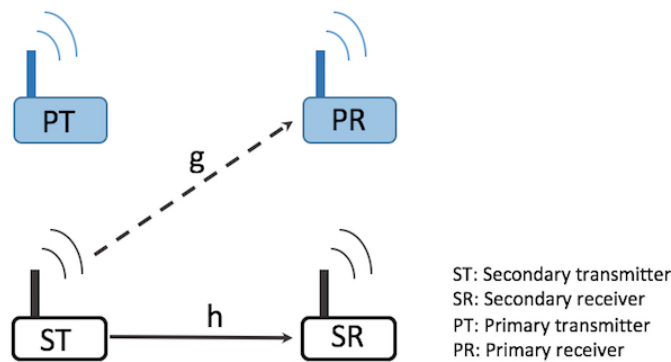 PT
PR
g
h
ST
SR
ST: Secondary transmitter
SR: Secondary receiver
PT: Primary transmitter
PR: Primary receiver